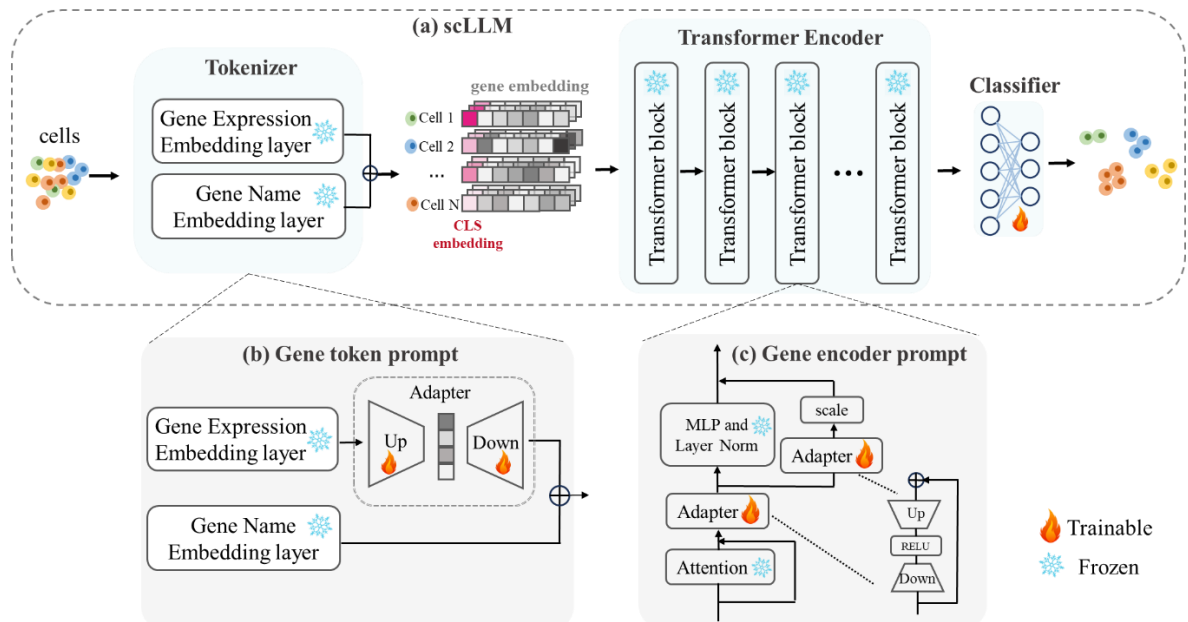 (a) scLLM
cells
Tokenizer
Gene Expression
Embedding layer
Gene Name
Embedding layer
gene embedding
Cell 1
Cell 2
...
Cell N
CLS
embedding
Transformer Encoder
Transformer block
Transformer block
Transformer block
...
Transformer block
Classifier
(b) Gene token prompt
Gene Expression
Embedding layer
Adapter
Up
Down
Gene Name
Embedding layer
(c) Gene encoder prompt
MLP and
Layer Norm
scale
Adapter
Adapter
Attention
Up
RELU
Down
Trainable
Frozen